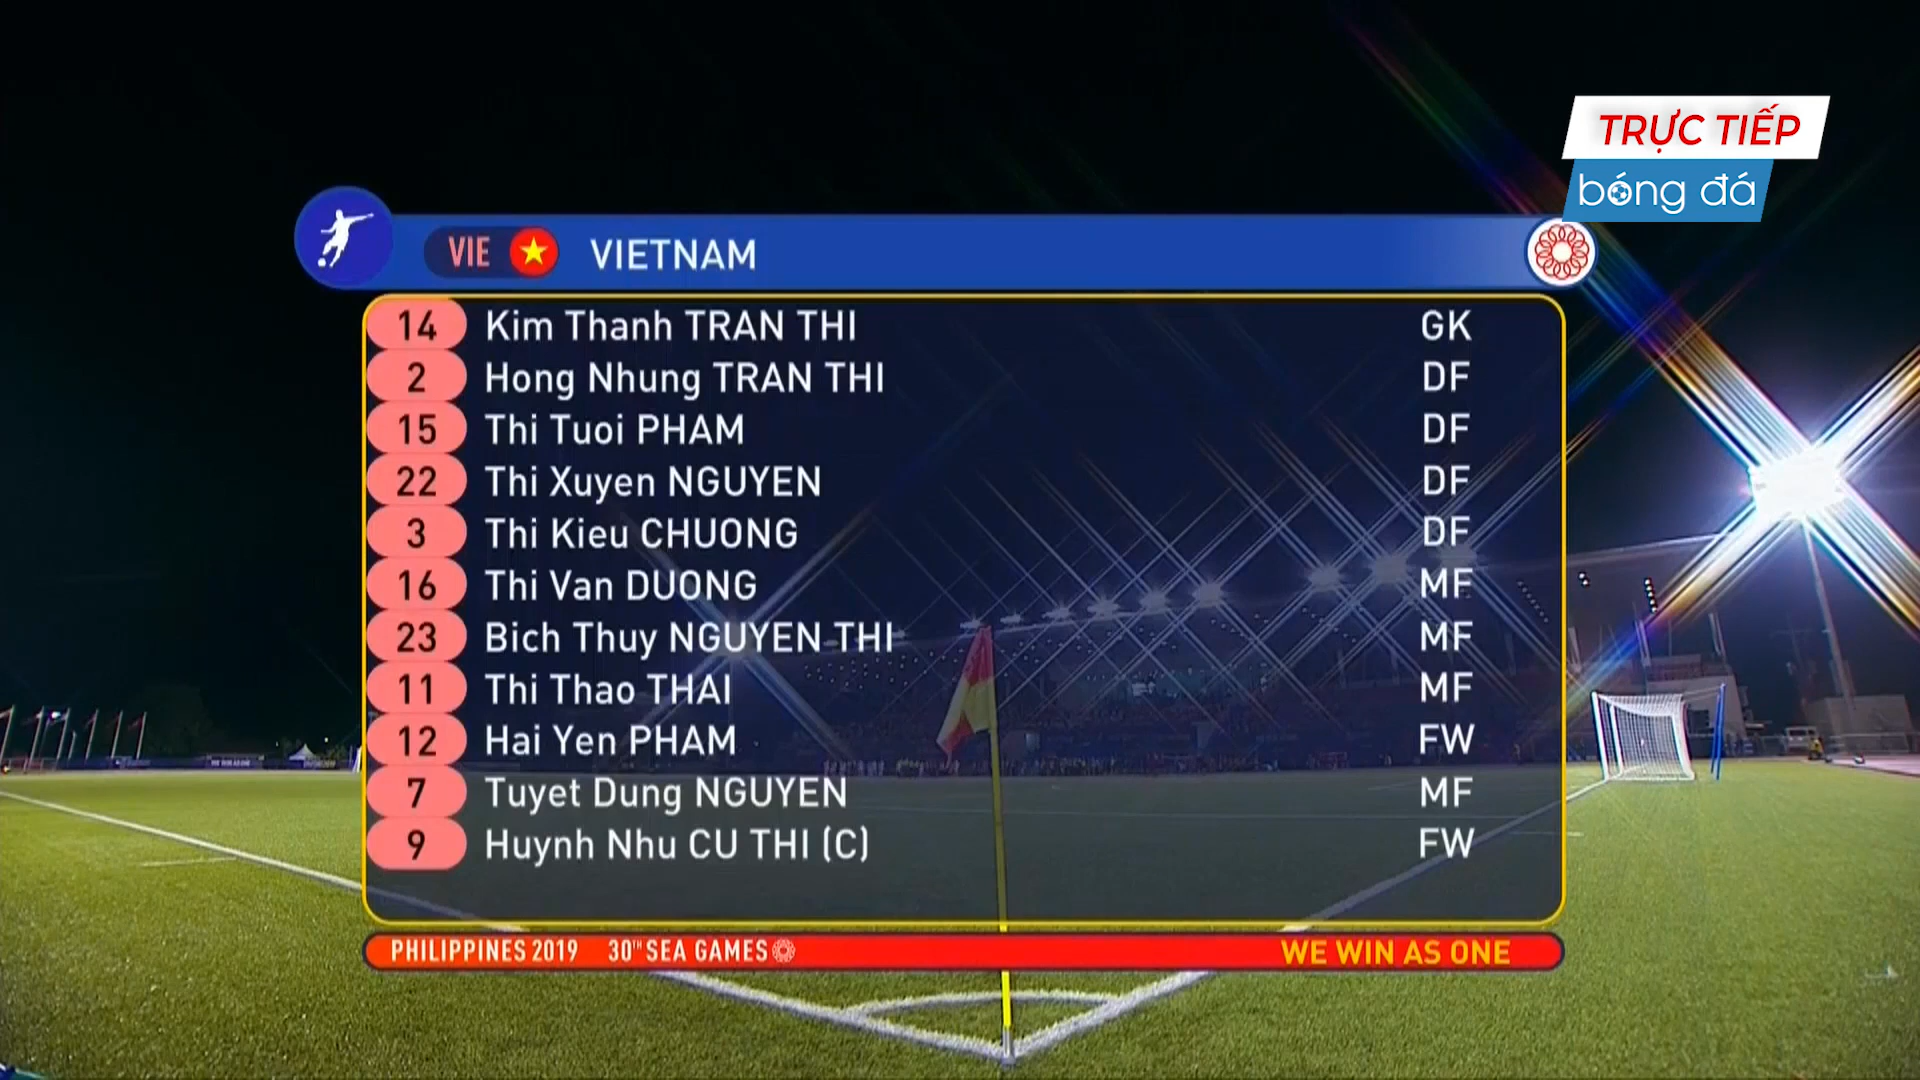 TRỰC TIẾP
bóng đá
VIE VIETNAM
14 Kim Thanh TRAN THI GK
2 Hong Nhung TRAN THI DF
15 Thi Tuoi PHAM DF
22 Thi Xuyen NGUYEN DF
3 Thi Kieu CHUONG DF
16 Thi Van DUONG MF
23 Bich Thuy NGUYEN THI MF
11 Thi Thao THAI MF
12 Hai Yen PHAM FW
7 Tuyet Dung NGUYEN MF
9 Huynh Nhu CU THI (C) FW
PHILIPPINES 2019 30TH SEA GAMES WE WIN AS ONE